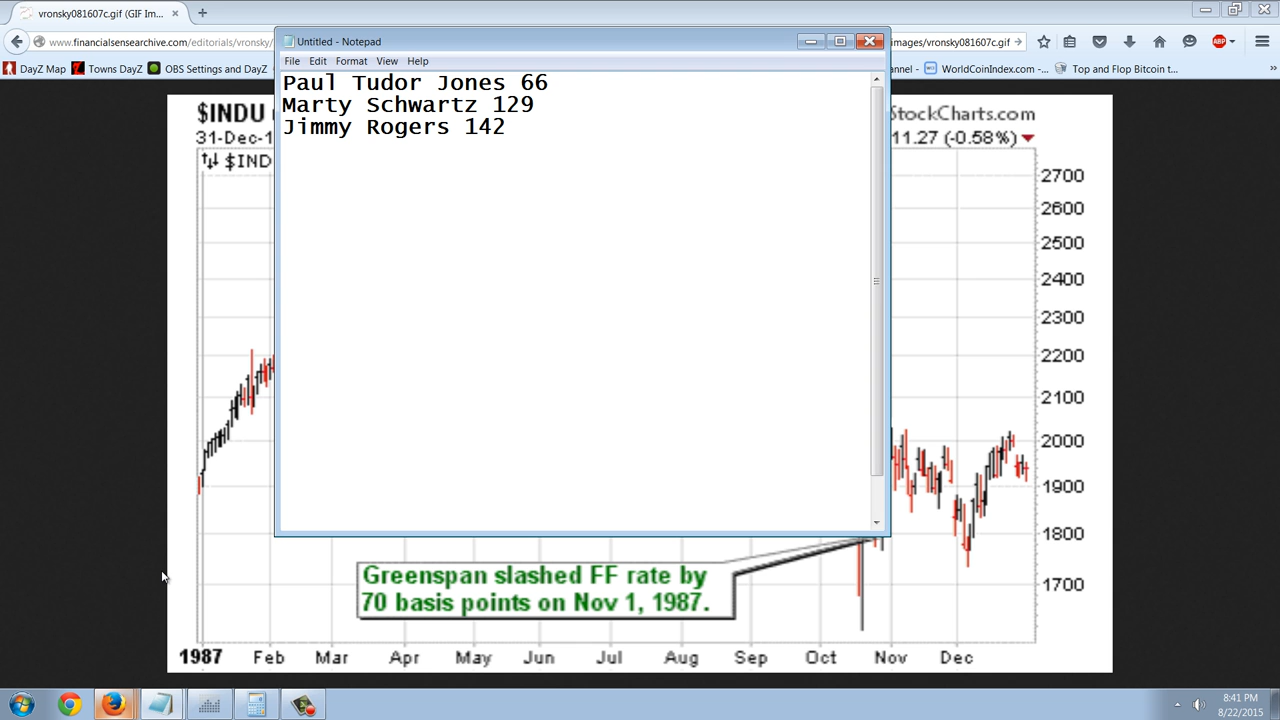 vronsky081607c.gif (GIF Im...
www.financialsensearchive.com/editorials/vronsky/
images/vronsky081607c.gif
DayZ Map
Towns DayZ
OBS Settings and DayZ
annel -
WorldCoinIndex.com -...
Top and Flop Bitcoin t...
ABP
Untitled - Notepad
File Edit Format View Help
Paul Tudor Jones 66
Marty Schwartz 129
Jimmy Rogers 142
$INDU
StockCharts.com
31-Dec-1
11.27 (-0.58%)
$IND
2700
2600
2500
2400
2300
2200
2100
2000
1900
1800
1700
Greenspan slashed FF rate by
70 basis points on Nov 1, 1987.
1987 Feb Mar Apr May Jun Jul Aug Sep Oct Nov Dec
8:41 PM
8/22/2015